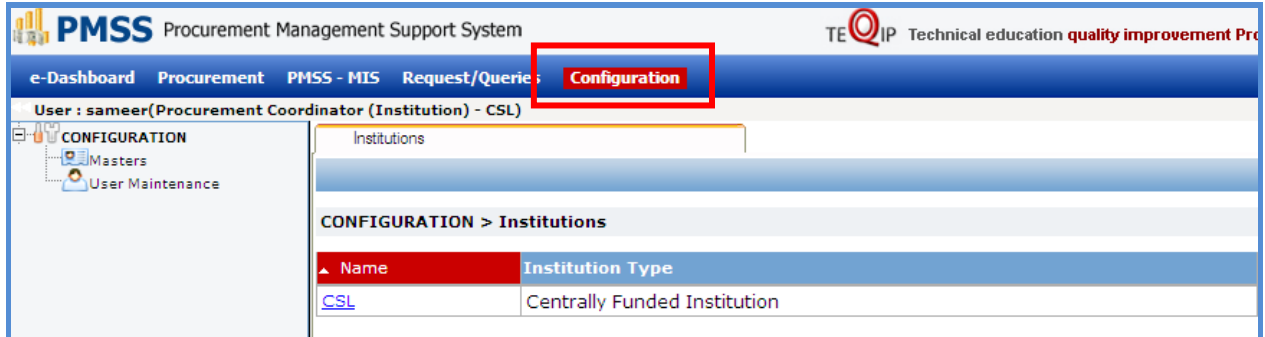 PMSS Procurement Management Support System TEQIP Technical education quality improvement Pro
e-Dashboard Procurement PMSS - MIS Request/Queries Configuration
User : sameer(Procurement Coordinator (Institution) - CSL)
CONFIGURATION
Masters
User Maintenance
Institutions
CONFIGURATION > Institutions
Name Institution Type
CSL Centrally Funded Institution